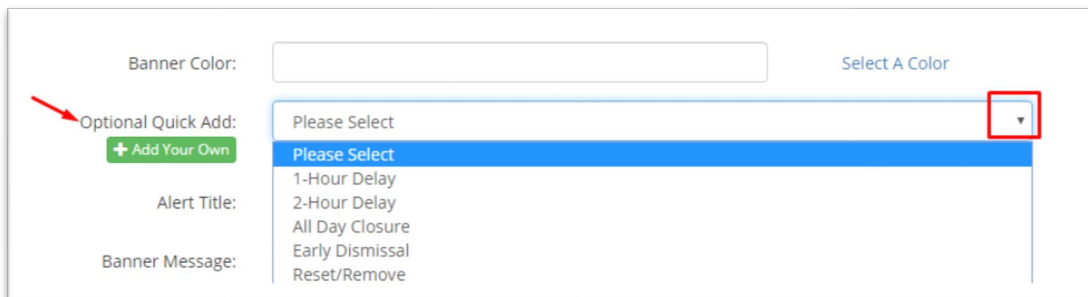 Banner Color:
Select A Color
Optional Quick Add:
Please Select
+ Add Your Own
Please Select
1-Hour Delay
2-Hour Delay
All Day Closure
Early Dismissal
Reset/Remove
Alert Title:
Banner Message: